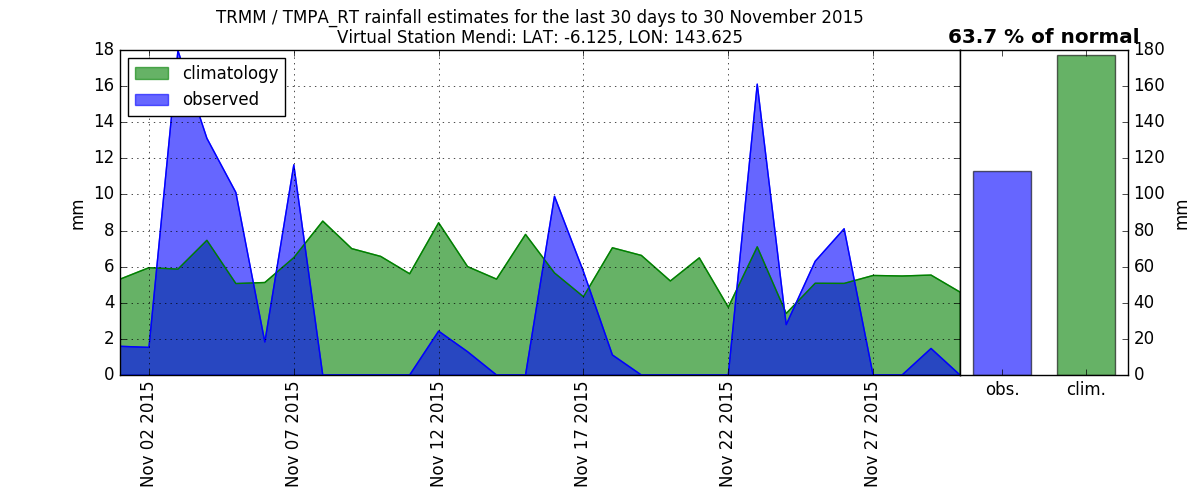 TRMM / TMPA_RT rainfall estimates for the last 30 days to 30 November 2015
Virtual Station Mendi: LAT: -6.125, LON: 143.625
63.7 % of normal
climatology
observed
18
16
14
12
10
8
6
4
2
0
mm
Nov 02 2015
Nov 07 2015
Nov 12 2015
Nov 17 2015
Nov 22 2015
Nov 27 2015
180
160
140
120
100
80
60
40
20
0
mm
obs.
clim.